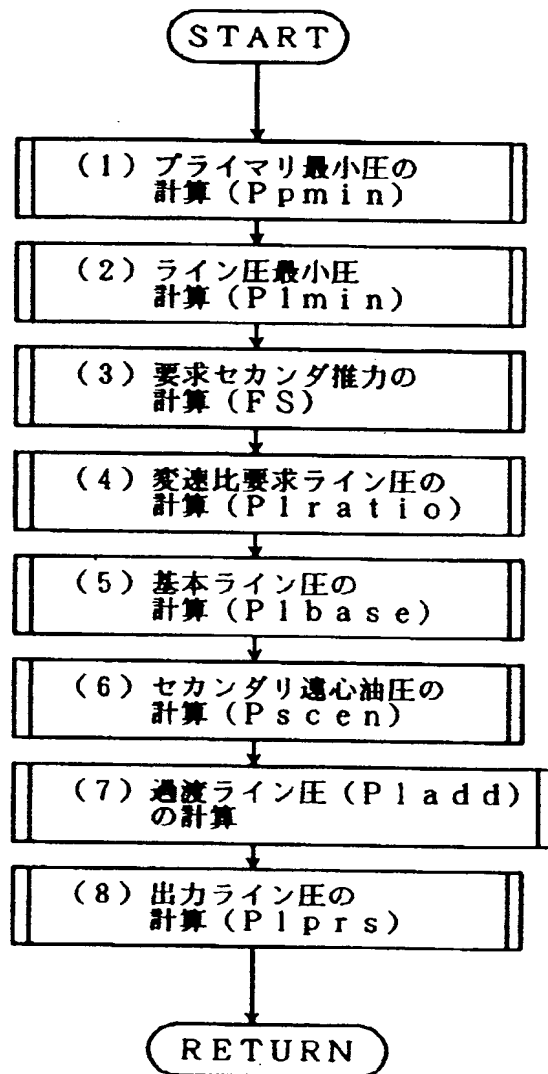 START
(1) プライマリ最小圧の
計算(Ppmin)
(2) ライン圧最小圧
計算(Plmin)
(3) 要求セカンダ推力の
計算(FS)
(4) 変速比要求ライン圧の
計算(Plratio)
(5) 基本ライン圧の
計算(Plbase)
(6) セカンダリ遠心油圧の
計算(Pscen)
(7) 過渡ライン圧(Pladd)
の計算
(8) 出力ライン圧の
計算(Plprs)
RETURN